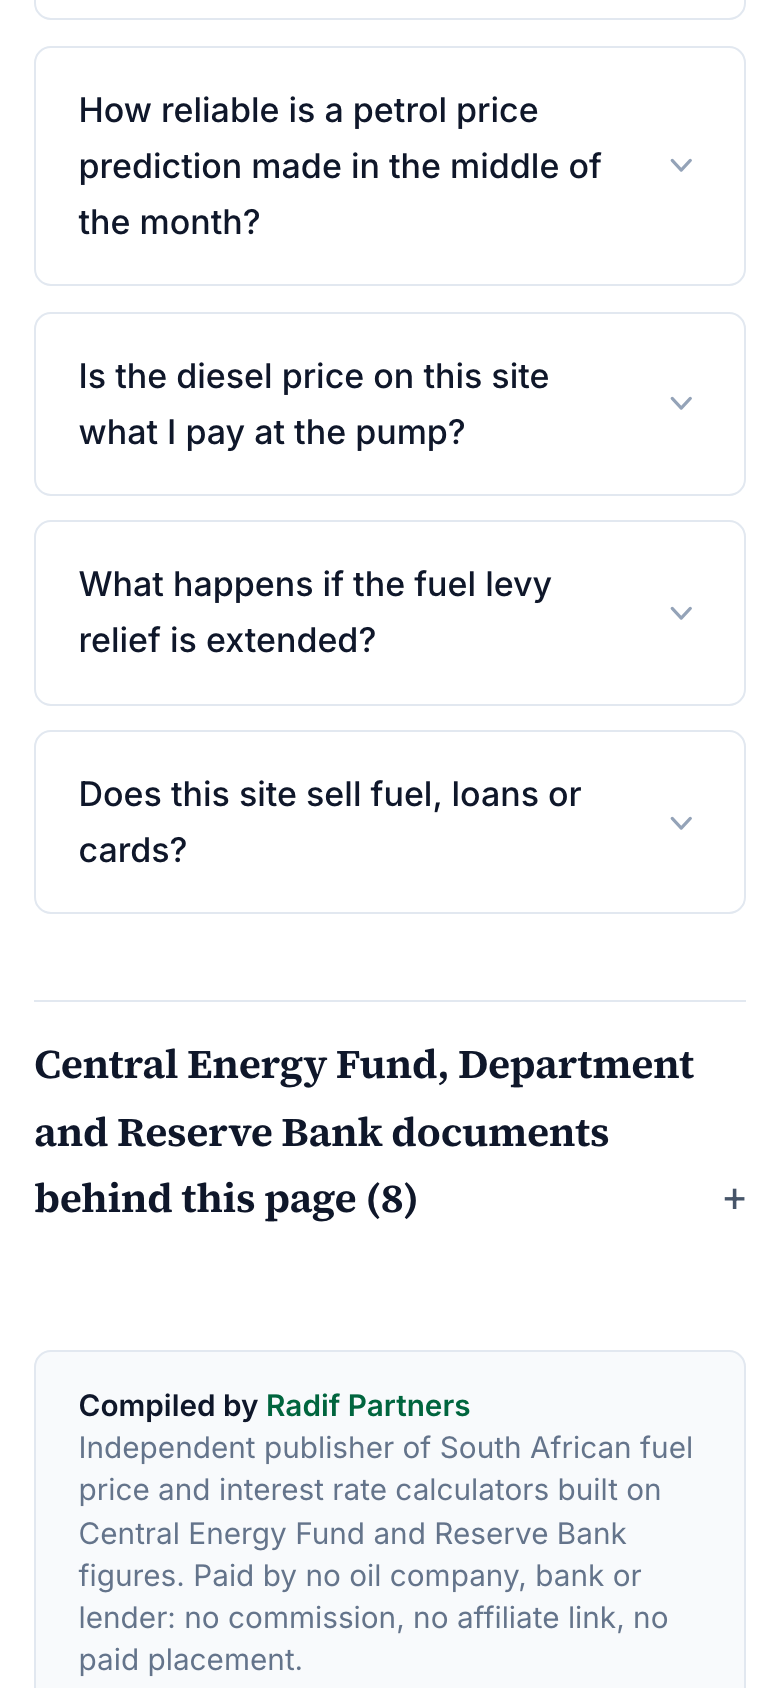 How reliable is a petrol price
prediction made in the middle of
the month?
Is the diesel price on this site
what I pay at the pump?
What happens if the fuel levy
relief is extended?
Does this site sell fuel, loans or
cards?
Central Energy Fund, Department
and Reserve Bank documents
behind this page (8)
+
Compiled by Radif Partners
Independent publisher of South African fuel
price and interest rate calculators built on
Central Energy Fund and Reserve Bank
figures. Paid by no oil company, bank or
lender: no commission, no affiliate link, no
paid placement.